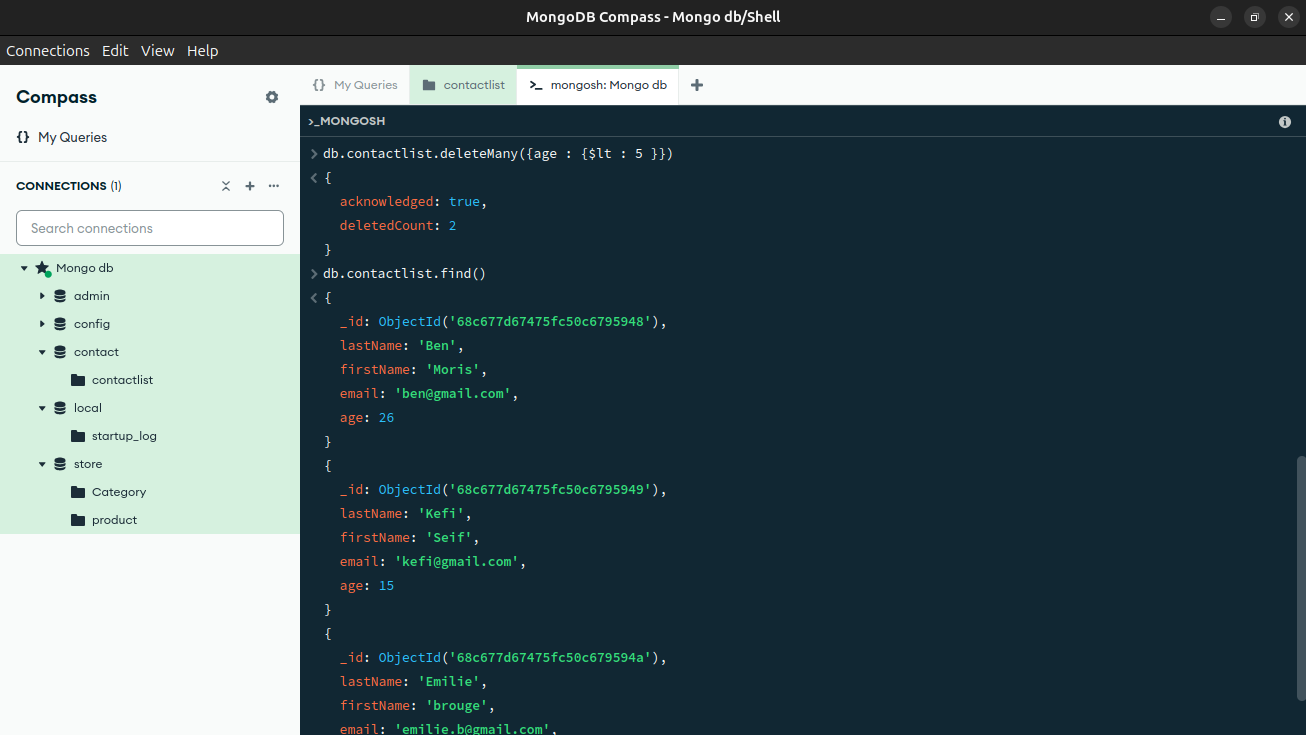 MongoDB Compass - Mongo db/Shell
Connections Edit View Help
Compass
{} My Queries
CONNECTIONS (1)
Search connections
Mongo db
admin
config
contact
contactlist
local
startup_log
store
Category
product
{} My Queries
contactlist
>_ mongosh: Mongo db
>_MONGOSH
> db.contactlist.deleteMany({age : {$lt : 5 }})
< {
acknowledged: true,
deletedCount: 2
}
> db.contactlist.find()
< {
_id: ObjectId('68c677d67475fc50c6795948'),
lastName: 'Ben',
firstName: 'Moris',
email: 'ben@gmail.com',
age: 26
}
{
_id: ObjectId('68c677d67475fc50c6795949'),
lastName: 'Kefi',
firstName: 'Seif',
email: 'kefi@gmail.com',
age: 15
}
{
_id: ObjectId('68c677d67475fc50c679594a'),
lastName: 'Emilie',
firstName: 'brouge',
email: 'emilie.b@gmail.com',